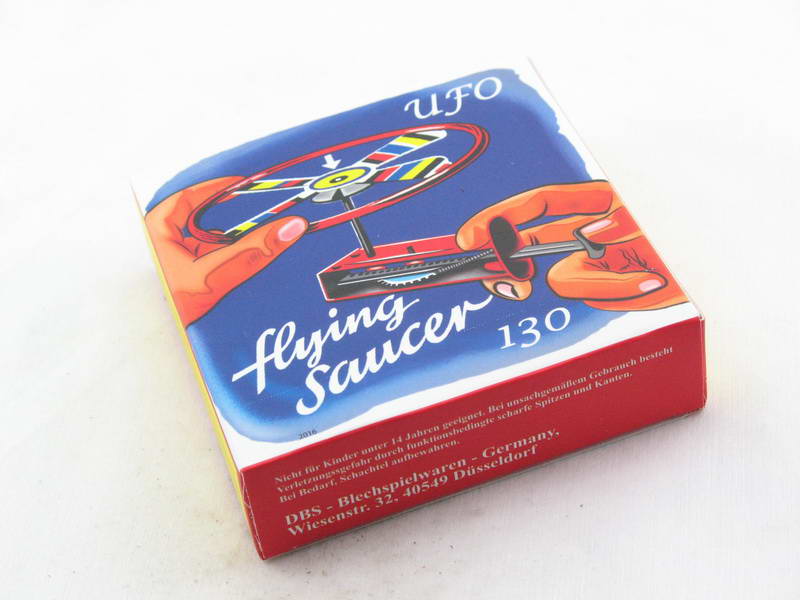 UFO
flying
saucer
130
2016
Nicht für Kinder unter 14 Jahren geeignet. Bei unsachgemäßem Gebrauch besteht
Verletzungssgefahr durch funktionsbedingte scharfe Spitzen und Kanten.
Bei Bedarf, Schachtel aufbewahren.
DBS - Blechspielwaren - Germany,
Wiesenstr. 32, 40549 Düsseldorf